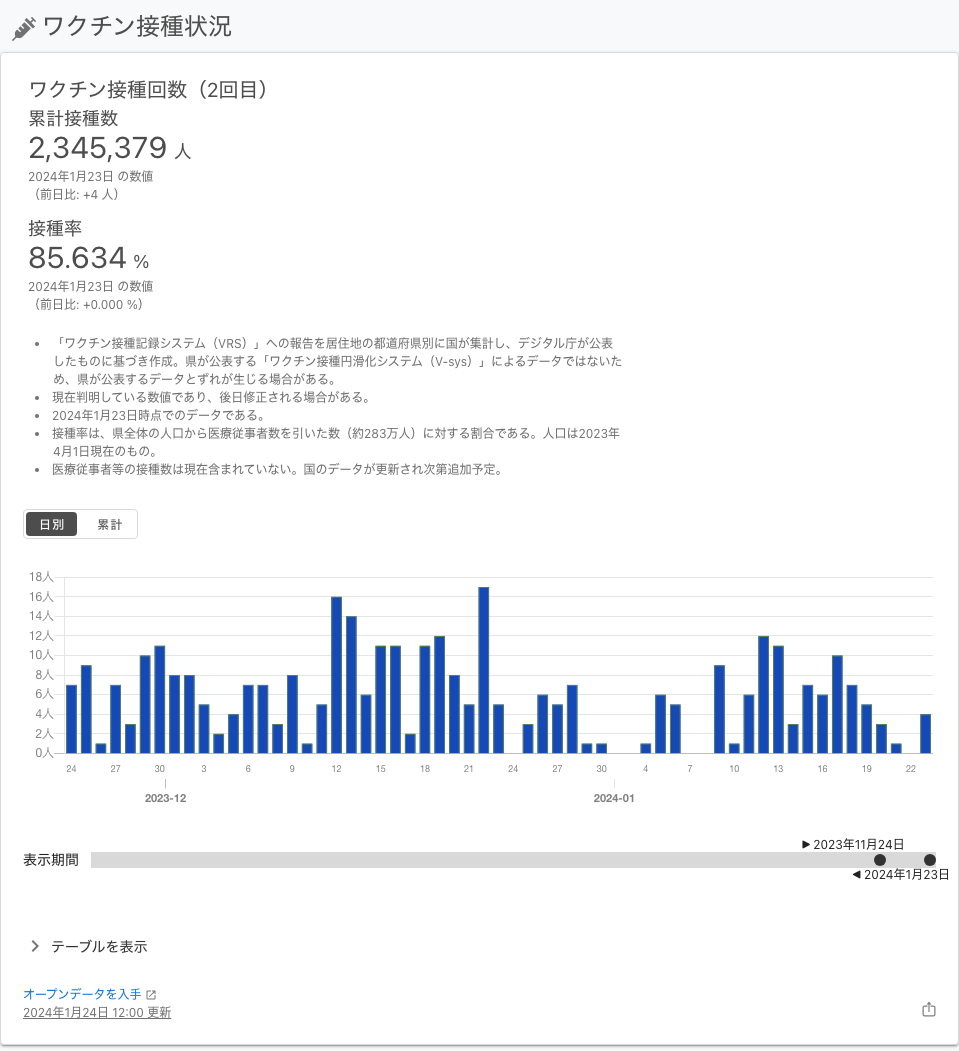 ワクチン接種状況
ワクチン接種回数（2回目）
累計接種数
2,345,379 人
2024年1月23日 の数値
（前日比: +4 人）
接種率
85.634 %
2024年1月23日 の数値
（前日比: +0.000 %）
• 「ワクチン接種記録システム（VRS）」への報告を居住地の都道府県別に国が集計し、デジタル庁が公表
したものに基づき作成。県が公表する「ワクチン接種円滑化システム（V-sys）」によるデータではないた
め、県が公表するデータとずれが生じる場合がある。
• 現在判明している数値であり、後日修正される場合がある。
• 2024年1月23日時点でのデータである。
• 接種率は、県全体の人口から医療従事者数を引いた数（約283万人）に対する割合である。人口は2023年
4月1日現在のもの。
• 医療従事者等の接種数は現在含まれていない。国のデータが更新され次第追加予定。
日別 累計
18人
16人
14人
12人
10人
8人
6人
4人
2人
0人
24 27 30 3 6 9 12 15 18 21 24 27 30 4 7 10 13 16 19 22
2023-12 2024-01
2023年11月24日
表示期間
2024年1月23日
テーブルを表示
オープンデータを入手
2024年1月24日 12:00 更新